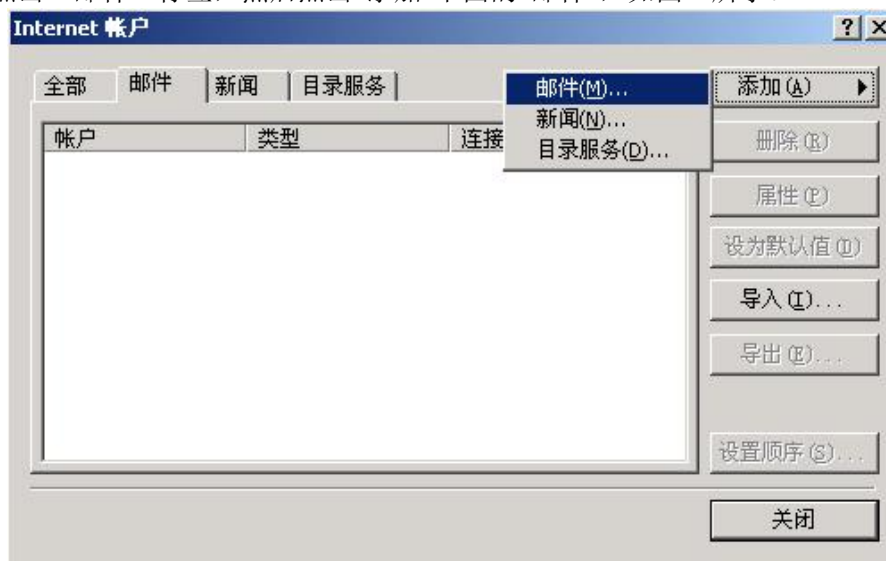 Internet 帐户
全部 邮件 新闻 目录服务
邮件(M)...
新闻(N)...
目录服务(D)...
添加(A)
帐户 类型 连接
删除(R)
属性(P)
设为默认值(D)
导入(I)...
导出(E)...
设置顺序(S)...
关闭